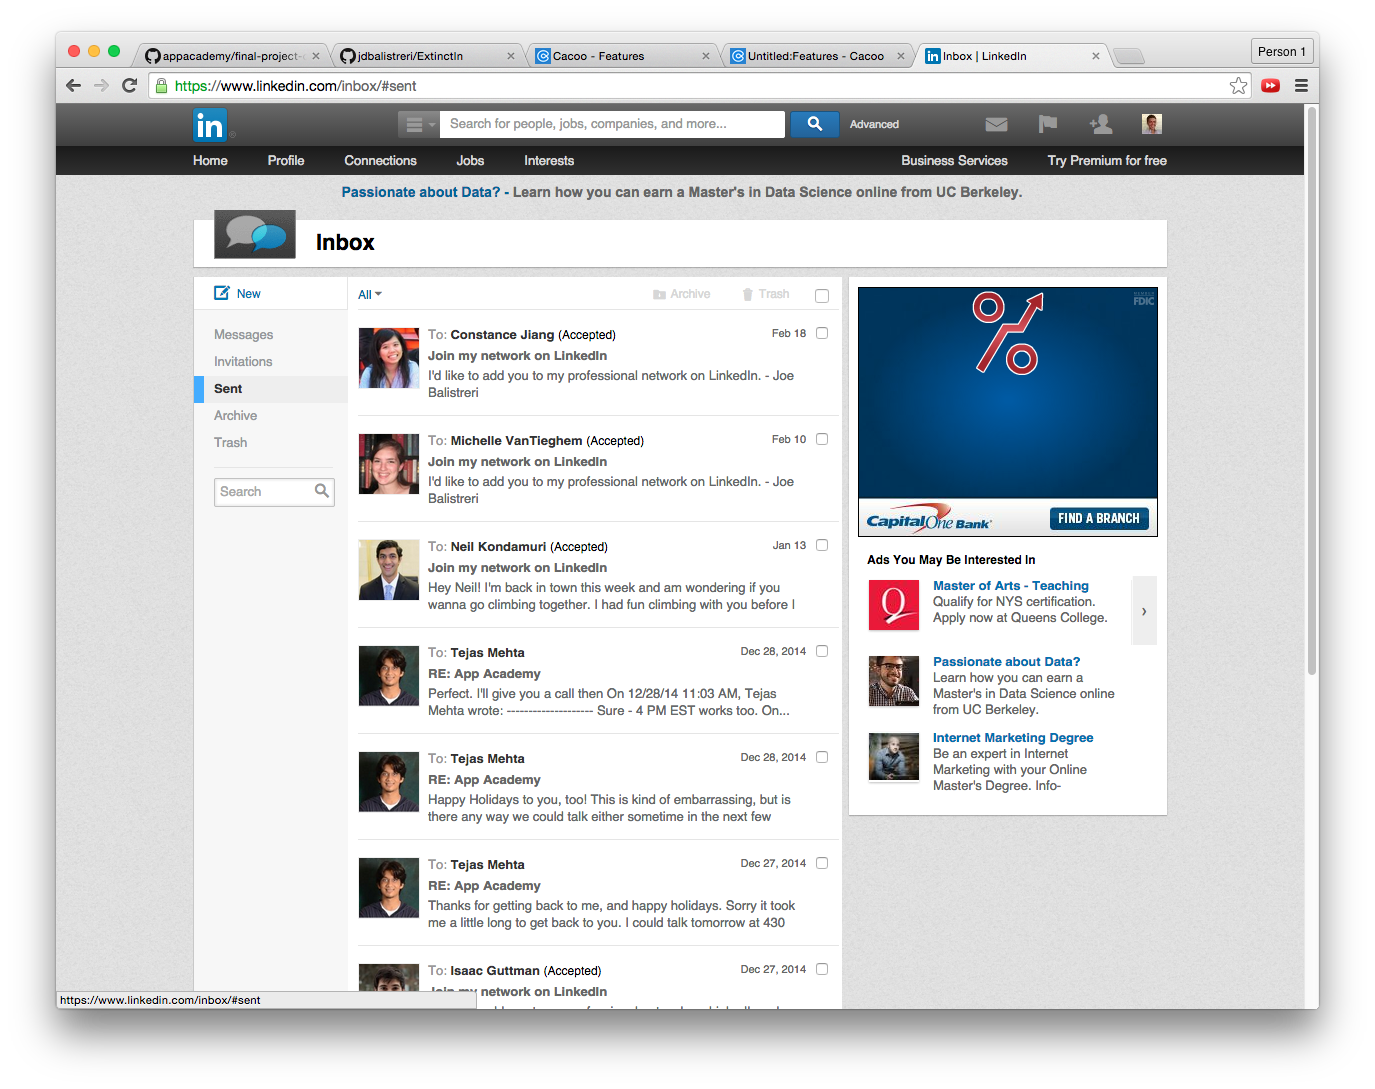 appacademy/final-project-
jdbalistreri/ExtinctIn
Cacoo - Features
Untitled:Features - Cacoo
Inbox | LinkedIn
Person 1
https://www.linkedin.com/inbox/#sent
in
Search for people, jobs, companies, and more...
Advanced
Home
Profile
Connections
Jobs
Interests
Business Services
Try Premium for free
Passionate about Data? - Learn how you can earn a Master's in Data Science online from UC Berkeley.
Inbox
New
Messages
Invitations
Sent
Archive
Trash
Search
All
Archive
Trash
To: Constance Jiang (Accepted)
Feb 18
Join my network on LinkedIn
I'd like to add you to my professional network on LinkedIn. - Joe
Balistreri
To: Michelle VanTieghem (Accepted)
Feb 10
Join my network on LinkedIn
I'd like to add you to my professional network on LinkedIn. - Joe
Balistreri
To: Neil Kondamuri (Accepted)
Jan 13
Join my network on LinkedIn
Hey Neil! I'm back in town this week and am wondering if you
wanna go climbing together. I had fun climbing with you before I
To: Tejas Mehta
Dec 28, 2014
RE: App Academy
Perfect. I'll give you a call then On 12/28/14 11:03 AM, Tejas
Mehta wrote: -------------------- Sure - 4 PM EST works too. On...
To: Tejas Mehta
Dec 28, 2014
RE: App Academy
Happy Holidays to you, too! This is kind of embarrassing, but is
there any way we could talk either sometime in the next few
To: Tejas Mehta
Dec 27, 2014
RE: App Academy
Thanks for getting back to me, and happy holidays. Sorry it took
me a little long to get back to you. I could talk tomorrow at 430
To: Isaac Guttman (Accepted)
Dec 27, 2014
Join my network on LinkedIn
MEMBER
FDIC
CapitalOne Bank
FIND A BRANCH
Ads You May Be Interested In
Q
Master of Arts - Teaching
Qualify for NYS certification.
Apply now at Queens College.
Passionate about Data?
Learn how you can earn a
Master's in Data Science online
from UC Berkeley.
Internet Marketing Degree
Be an expert in Internet
Marketing with your Online
Master's Degree. Info-
https://www.linkedin.com/inbox/#sent